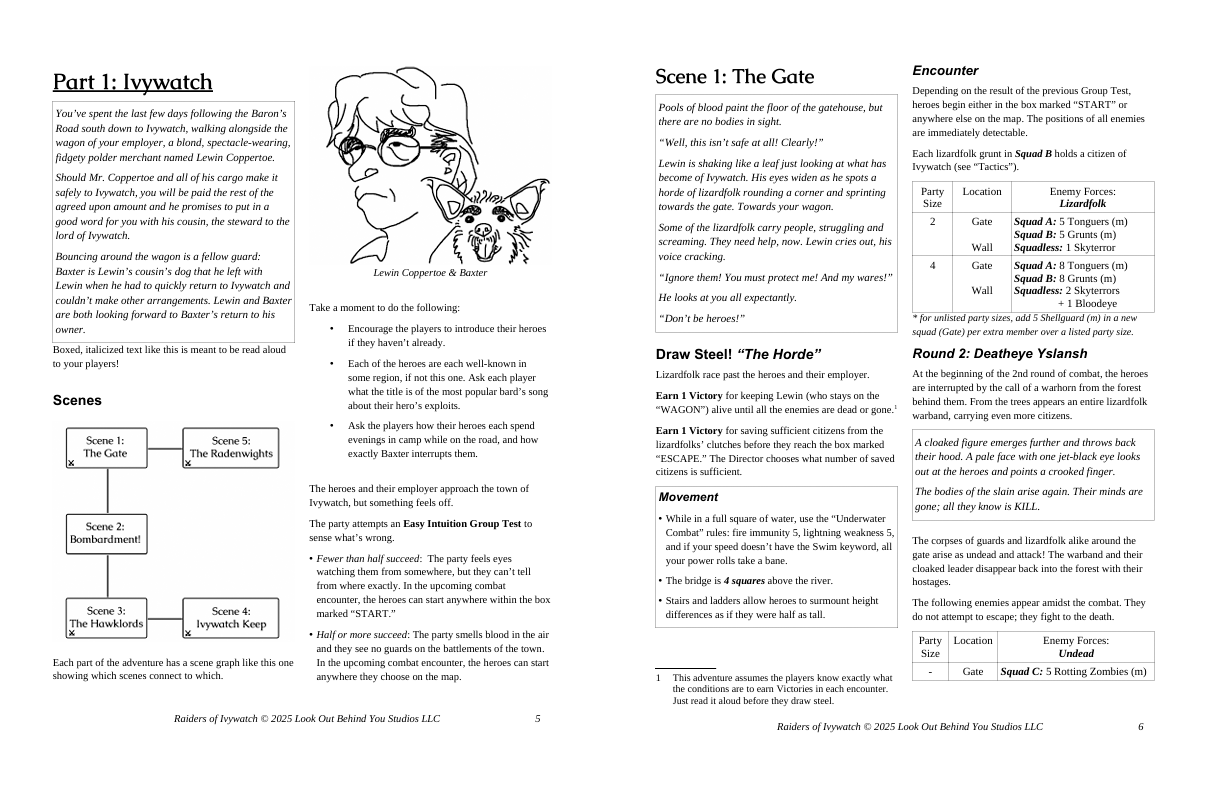 Part 1: Ivywatch
You've spent the last few days following the Baron's
Road south down to Ivywatch, walking alongside the
wagon of your employer, a blond, spectacle-wearing,
fidgety polder merchant named Lewin Coppertoe.
Should Mr. Coppertoe and all of his cargo make it
safely to Ivywatch, you will be paid the rest of the
agreed upon amount and he promises to put in a
good word for you with his cousin, the steward to the
lord of Ivywatch.
Bouncing around the wagon is a fellow guard:
Baxter is Lewin's cousin's dog that he left with
Lewin when he had to quickly return to Ivywatch and
couldn't make other arrangements. Lewin and Baxter
are both looking forward to Baxter's return to his
owner.
Boxed, italicized text like this is meant to be read aloud
to your players!
Scenes
Scene 1:
The Gate
Scene 5:
The Radenwights
Scene 2:
Bombardment!
Scene 3:
The Hawklords
Scene 4:
Ivywatch Keep
Each part of the adventure has a scene graph like this one
showing which scenes connect to which.
Lewin Coppertoe & Baxter
Take a moment to do the following:
• Encourage the players to introduce their heroes
if they haven't already.
• Each of the heroes are each well-known in
some region, if not this one. Ask each player
what the title is of the most popular bard's song
about their hero's exploits.
• Ask the players how their heroes each spend
evenings in camp while on the road, and how
exactly Baxter interrupts them.
The heroes and their employer approach the town of
Ivywatch, but something feels off.
The party attempts an Easy Intuition Group Test to
sense what's wrong.
• Fewer than half succeed: The party feels eyes
watching them from somewhere, but they can't tell
from where exactly. In the upcoming combat
encounter, the heroes can start anywhere within the box
marked “START.”
• Half or more succeed: The party smells blood in the air
and they see no guards on the battlements of the town.
In the upcoming combat encounter, the heroes can start
anywhere they choose on the map.
Raiders of Ivywatch © 2025 Look Out Behind You Studios LLC 5
Scene 1: The Gate
Pools of blood paint the floor of the gatehouse, but
there are no bodies in sight.
“Well, this isn't safe at all! Clearly!”
Lewin is shaking like a leaf just looking at what has
become of Ivywatch. His eyes widen as he spots a
horde of lizardfolk rounding a corner and sprinting
towards the gate. Towards your wagon.
Some of the lizardfolk carry people, struggling and
screaming. They need help, now. Lewin cries out, his
voice cracking.
“Ignore them! You must protect me! And my wares!”
He looks at you all expectantly.
“Don't be heroes!”
Draw Steel! “The Horde”
Lizardfolk race past the heroes and their employer.
Earn 1 Victory for keeping Lewin (who stays on the
“WAGON”) alive until all the enemies are dead or gone.1
Earn 1 Victory for saving sufficient citizens from the
lizardfolks' clutches before they reach the box marked
“ESCAPE.” The Director chooses what number of saved
citizens is sufficient.
Movement
• While in a full square of water, use the “Underwater
Combat” rules: fire immunity 5, lightning weakness 5,
and if your speed doesn't have the Swim keyword, all
your power rolls take a bane.
• The bridge is 4 squares above the river.
• Stairs and ladders allow heroes to surmount height
differences as if they were half as tall.
1 This adventure assumes the players know exactly what
the conditions are to earn Victories in each encounter.
Just read it aloud before they draw steel.
Encounter
Depending on the result of the previous Group Test,
heroes begin either in the box marked “START” or
anywhere else on the map. The positions of all enemies
are immediately detectable.
Each lizardfolk grunt in Squad B holds a citizen of
Ivywatch (see “Tactics”).
Party Location Enemy Forces:
Size Lizardfolk
2 Gate Squad A: 5 Tonguers (m)
Squad B: 5 Grunts (m)
Wall Squadless: 1 Skyterror
4 Gate Squad A: 8 Tonguers (m)
Squad B: 8 Grunts (m)
Wall Squadless: 2 Skyterrors
+ 1 Bloodeye
* for unlisted party sizes, add 5 Shellguard (m) in a new
squad (Gate) per extra member over a listed party size.
Round 2: Deatheye Yslansh
At the beginning of the 2nd round of combat, the heroes
are interrupted by the call of a warhorn from the forest
behind them. From the trees appears an entire lizardfolk
warband, carrying even more citizens.
A cloaked figure emerges further and throws back
their hood. A pale face with one jet-black eye looks
out at the heroes and points a crooked finger.
The bodies of the slain arise again. Their minds are
gone; all they know is KILL.
The corpses of guards and lizardfolk alike around the
gate arise as undead and attack! The warband and their
cloaked leader disappear back into the forest with their
hostages.
The following enemies appear amidst the combat. They
do not attempt to escape; they fight to the death.
Party Location Enemy Forces:
Size Undead
- Gate Squad C: 5 Rotting Zombies (m)
Raiders of Ivywatch © 2025 Look Out Behind You Studios LLC 6